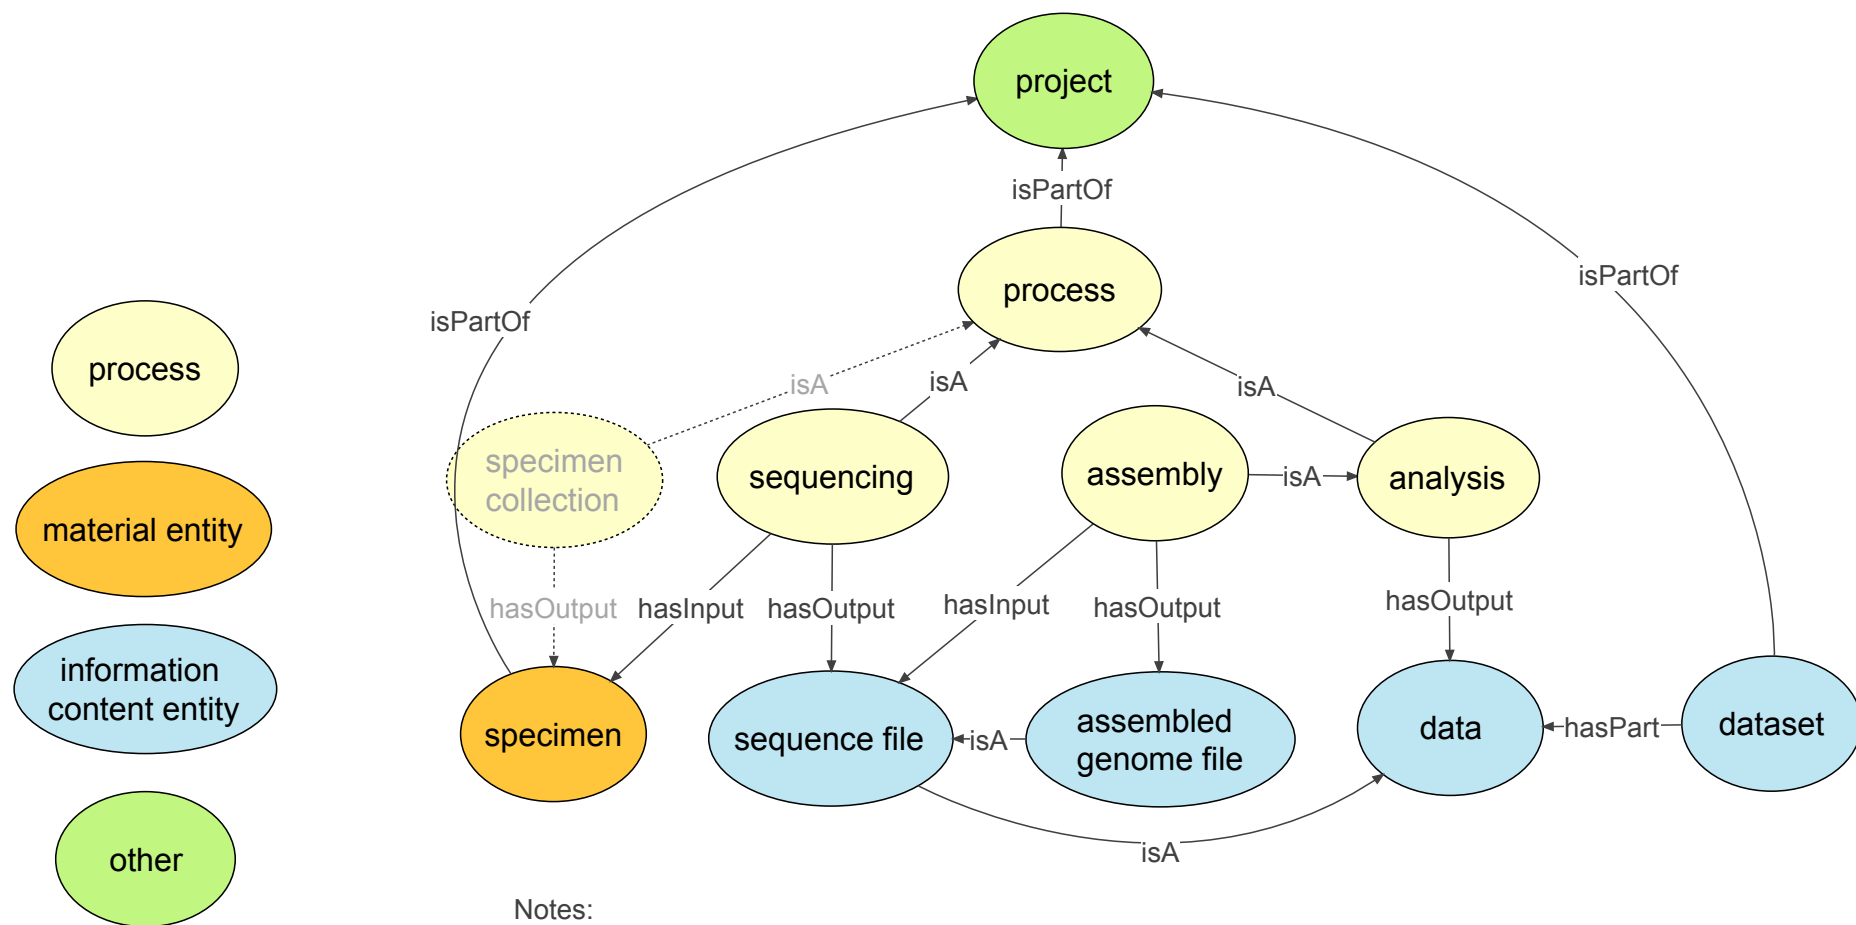 project
isPartOf
process
isPartOf
isPartOf
process
isA
isA
isA
specimen
collection
sequencing
assembly
isA
analysis
material entity
hasOutput
hasInput
hasOutput
hasInput
hasOutput
hasOutput
information
content entity
specimen
sequence file
isA
assembled
genome file
data
hasPart
dataset
isA
other
Notes: